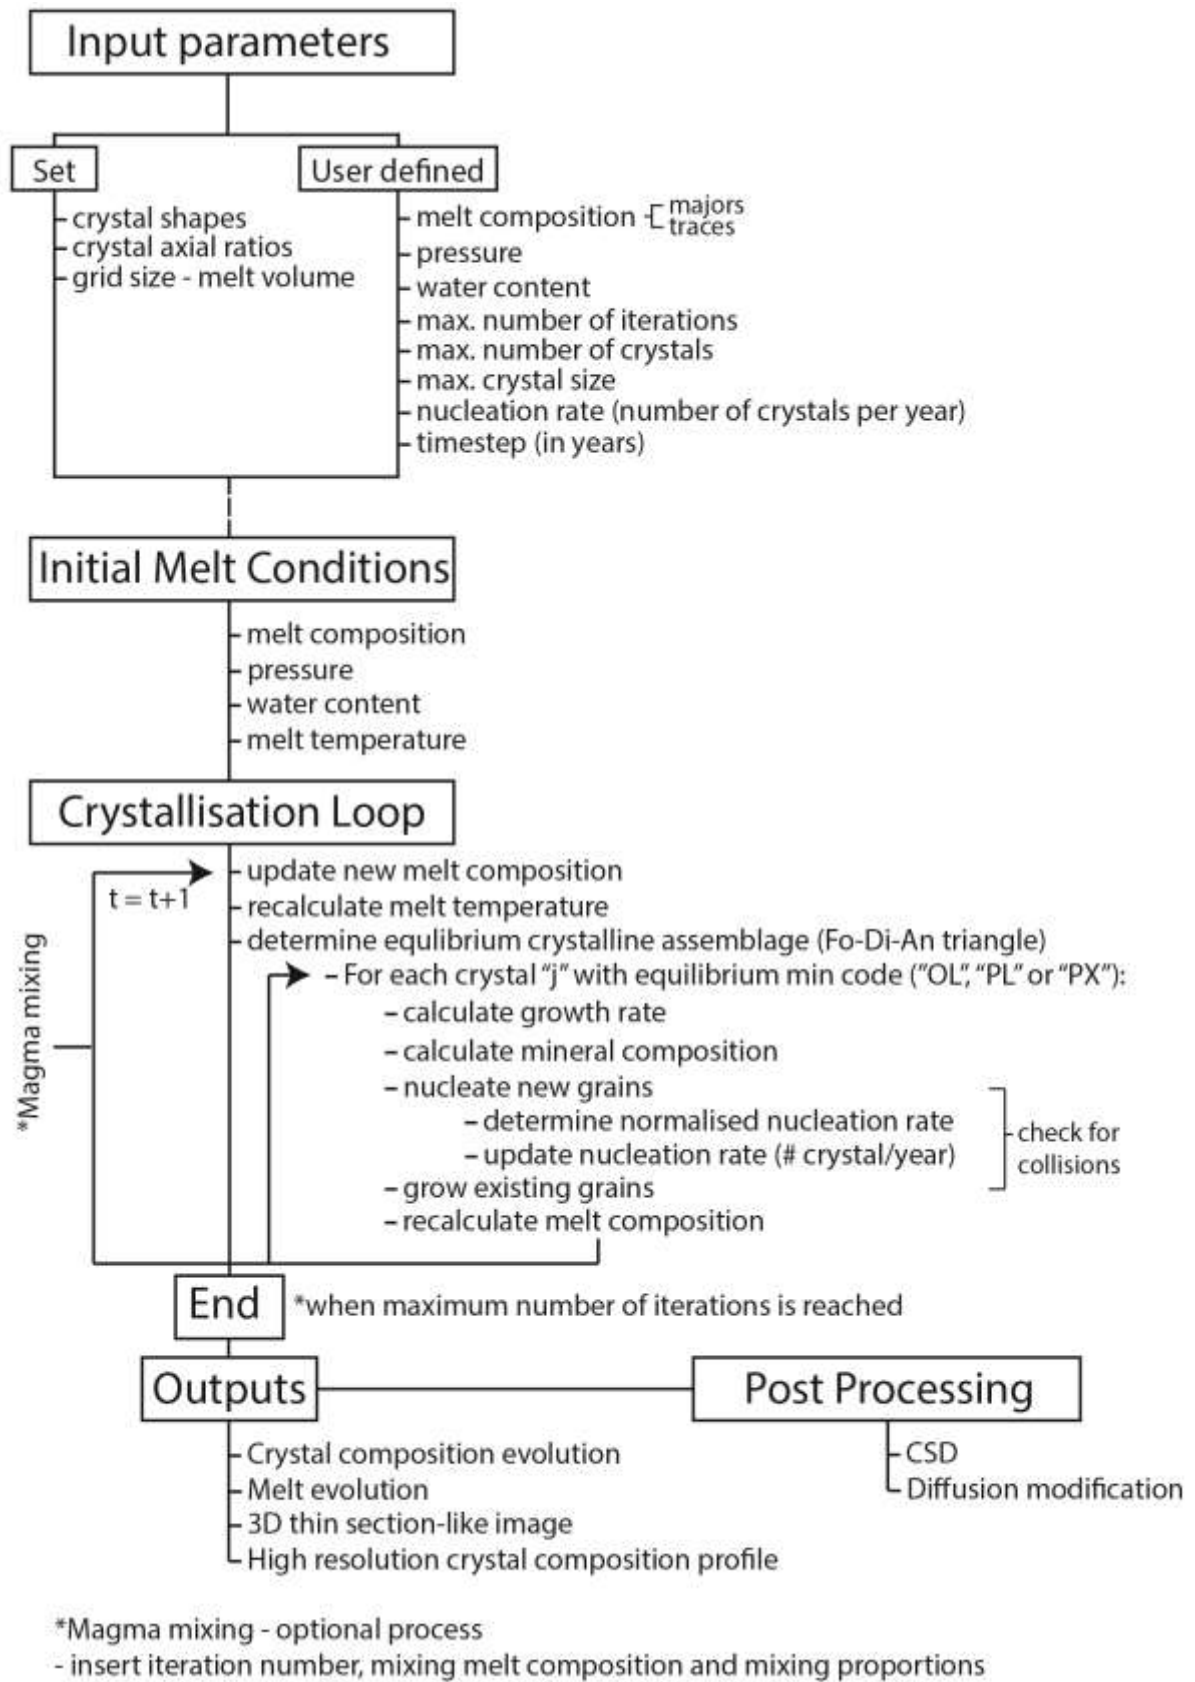 Input parameters
Set
User defined
- crystal shapes
- crystal axial ratios
- grid size - melt volume
- melt composition
majors
traces
- pressure
- water content
- max. number of iterations
- max. number of crystals
- max. crystal size
- nucleation rate (number of crystals per year)
- timestep (in years)
Initial Melt Conditions
- melt composition
- pressure
- water content
- melt temperature
Crystallisation Loop
- update new melt composition
t = t+1
- recalculate melt temperature
- determine equlibrium crystalline assemblage (Fo-Di-An triangle)
– For each crystal “j” with equilibrium min code (”OL”, “PL” or “PX”):
– calculate growth rate
– calculate mineral composition
*Magma mixing
– nucleate new grains
– determine normalised nucleation rate
– update nucleation rate (# crystal/year)
check for
collisions
– grow existing grains
– recalculate melt composition
End
*when maximum number of iterations is reached
Outputs
Post Processing
- Crystal composition evolution
- Melt evolution
- 3D thin section-like image
- High resolution crystal composition profile
- CSD
- Diffusion modification
*Magma mixing - optional process
- insert iteration number, mixing melt composition and mixing proportions